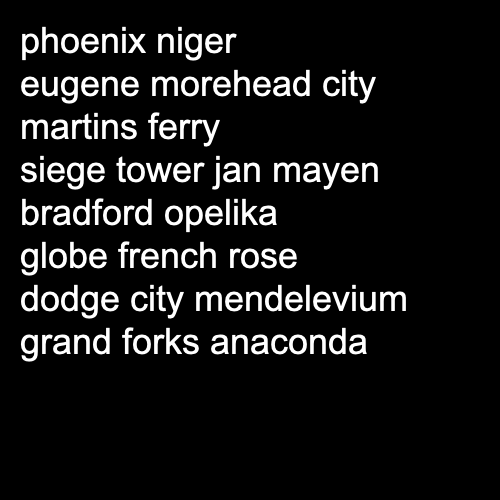 phoenix niger
eugene morehead city
martins ferry
siege tower jan mayen
bradford opelika
globe french rose
dodge city mendelevium
grand forks anaconda